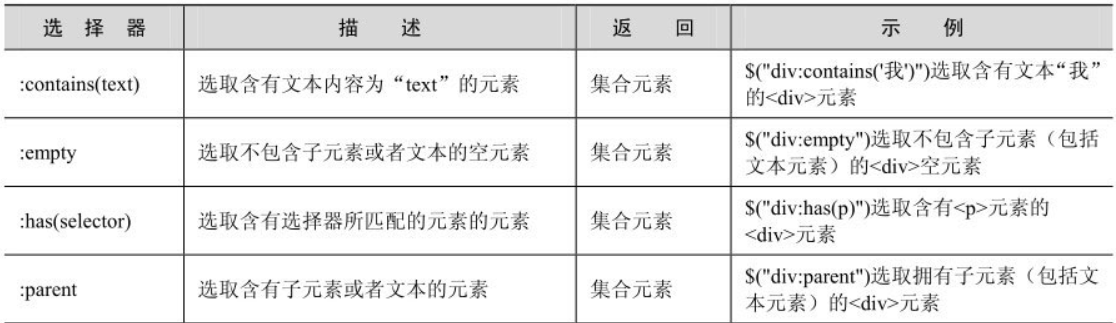 选 择 器 描 述 返 回 示 例
:contains(text) 选取含有文本内容为“text”的元素 集合元素 $("div:contains('我')")选取含有文本“我”
的<div>元素
:empty 选取不包含子元素或者文本的空元素 集合元素 $("div:empty")选取不包含子元素（包括
文本元素）的<div>空元素
:has(selector) 选取含有选择器所匹配的元素的元素 集合元素 $("div:has(p)")选取含有<p>元素的
<div>元素
:parent 选取含有子元素或者文本的元素 集合元素 $("div:parent")选取拥有子元素（包括文
本元素）的<div>元素